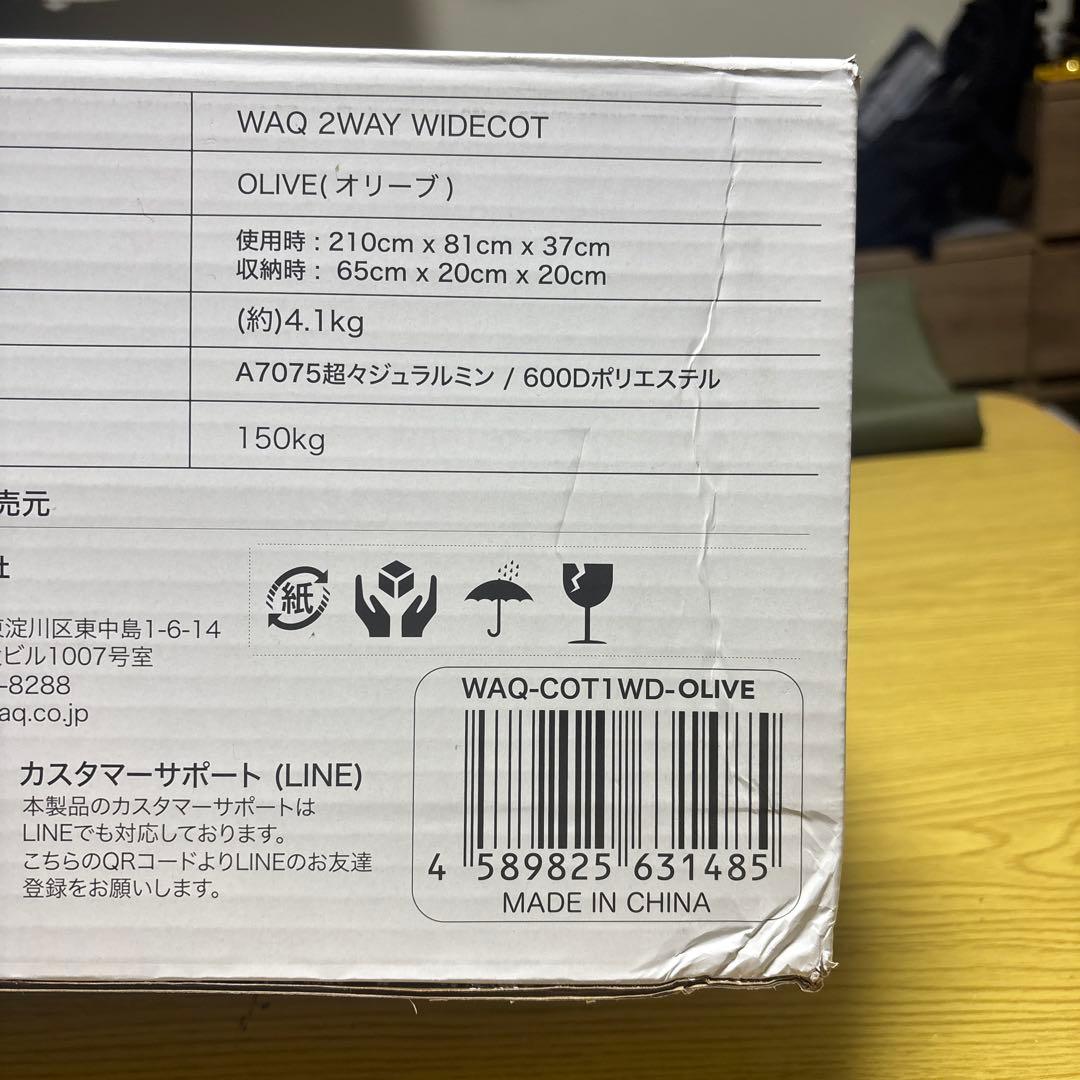 WAQ 2WAY WIDECOT
OLIVE(オリーブ)
使用時 : 210cm x 81cm x 37cm
収納時 : 65cm x 20cm x 20cm
(約)4.1kg
A7075超々ジュラルミン / 600Dポリエステル
150kg
売元
社
紙
東淀川区東中島1-6-14
ビル1007号室
-8288
aq.co.jp
カスタマーサポート (LINE)
本製品のカスタマーサポートは
LINEでも対応しております。
こちらのQRコードよりLINEのお友達
登録をお願いします。
WAQ-COT1WD-OLIVE
4 589825 631485
MADE IN CHINA